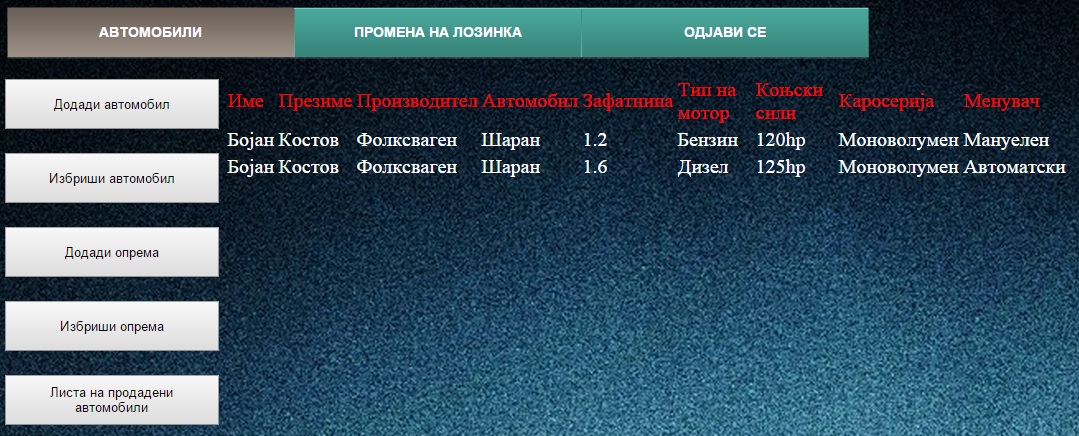 АВТОМОБИЛИ ПРОМЕНА НА ЛОЗИНКА ОДЈАВИ СЕ
Додади автомобил
Избриши автомобил
Додади опрема
Избриши опрема
Листа на продадени
автомобили
Име Презиме Производител Автомобил Зафатнина Тип на мотор Коњски сили Каросерија Менувач
Бојан Костов Фолксваген Шаран 1.2 Бензин 120hp Моноволумен Мануелен
Бојан Костов Фолксваген Шаран 1.6 Дизел 125hp Моноволумен Автоматски